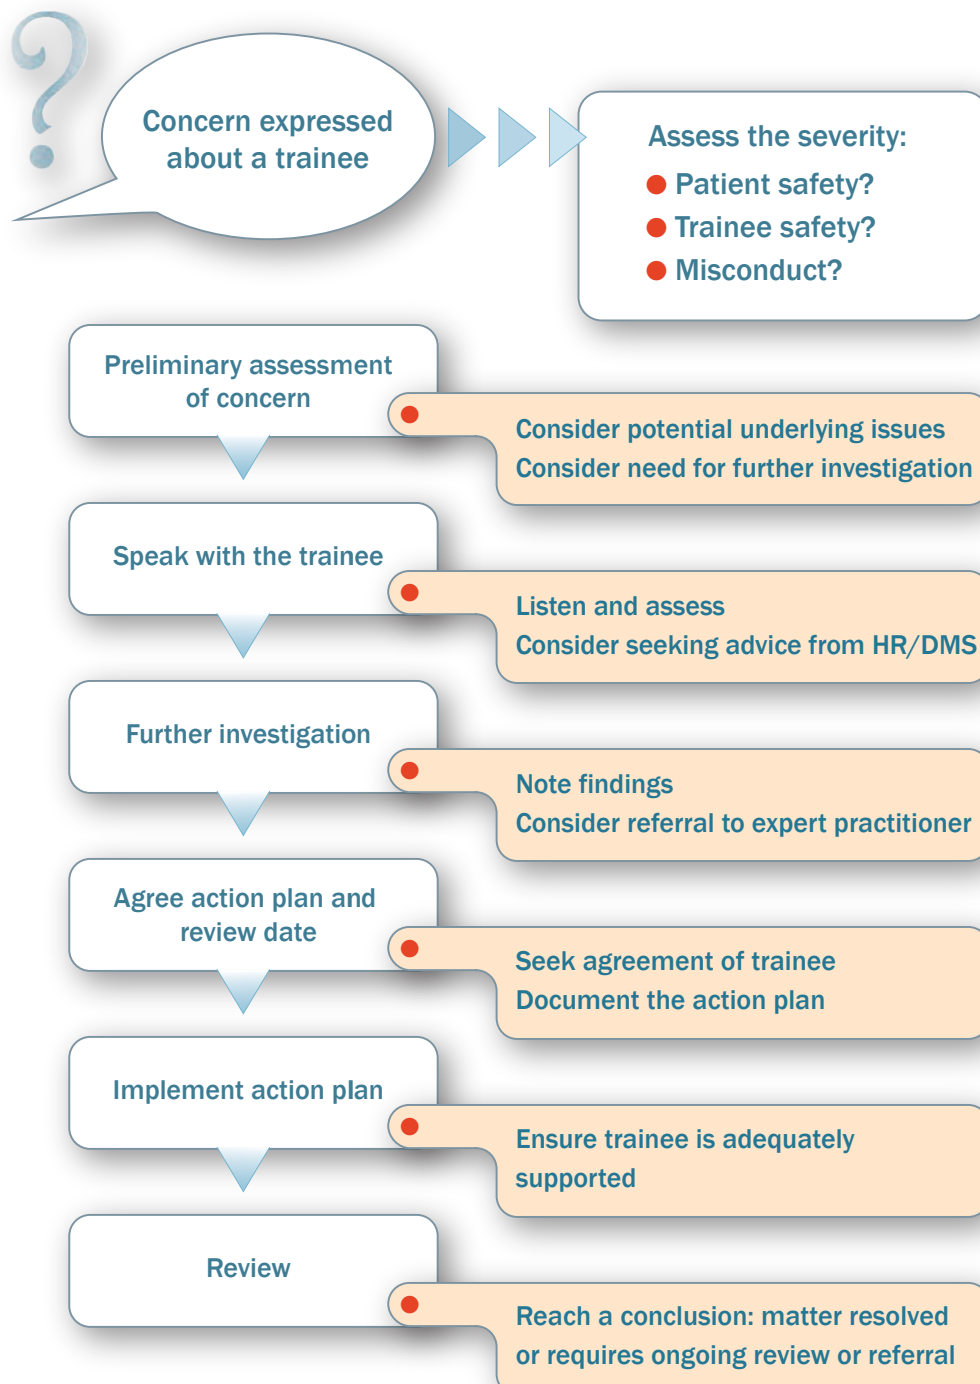 ?
Concern expressed
about a trainee
Assess the severity:
● Patient safety?
● Trainee safety?
● Misconduct?
Preliminary assessment
of concern
Consider potential underlying issues
Consider need for further investigation
Speak with the trainee
Listen and assess
Consider seeking advice from HR/DMS
Further investigation
Note findings
Consider referral to expert practitioner
Agree action plan and
review date
Seek agreement of trainee
Document the action plan
Implement action plan
Ensure trainee is adequately
supported
Review
Reach a conclusion: matter resolved
or requires ongoing review or referral